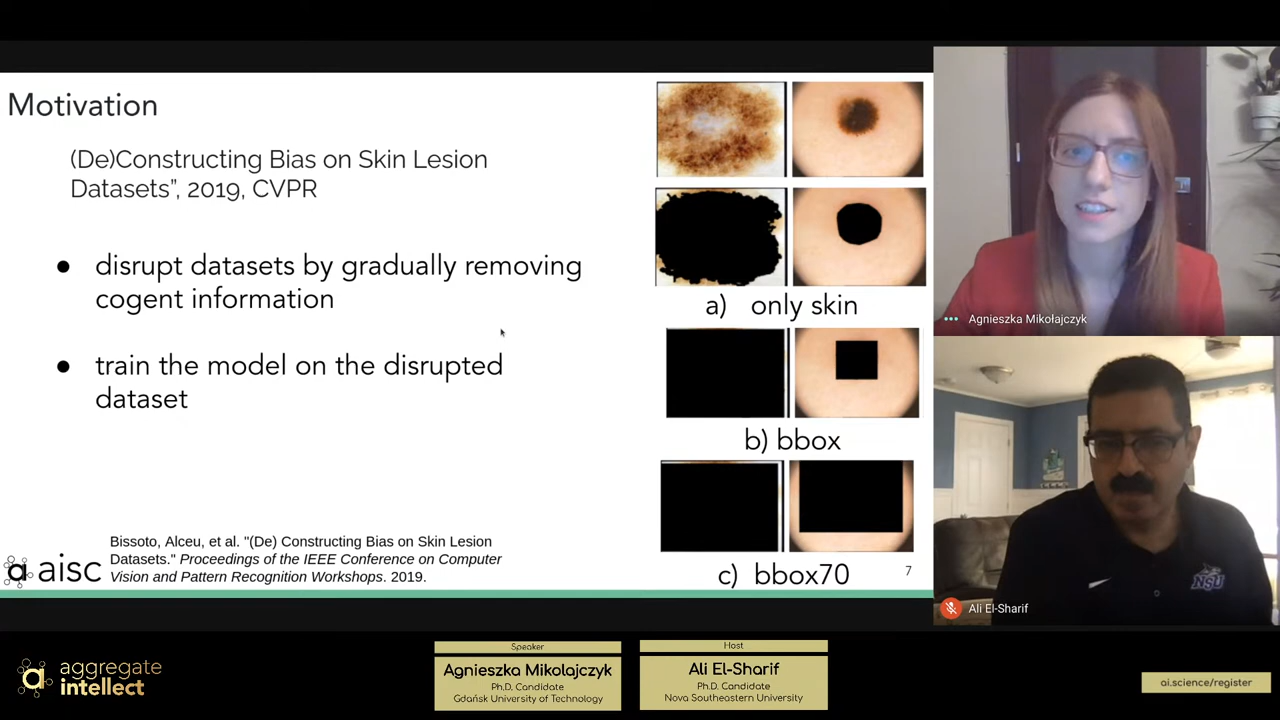 Motivation
(De)Constructing Bias on Skin Lesion
Datasets”, 2019, CVPR
● disrupt datasets by gradually removing
cogent information
● train the model on the disrupted
dataset
a) only skin
b) bbox
c) bbox70
Bissoto, Alceu, et al. "(De) Constructing Bias on Skin Lesion
Datasets." Proceedings of the IEEE Conference on Computer
Vision and Pattern Recognition Workshops. 2019.
a aisc
7
Agnieszka Mikołajczyk
NSU
Ali El-Sharif
aggregate
intellect
Speaker
Agnieszka Mikolajczyk
Ph.D. Candidate
Gdańsk University of Technology
Host
Ali El-Sharif
Ph.D. Candidate
Nova Southeastern University
ai.science/register